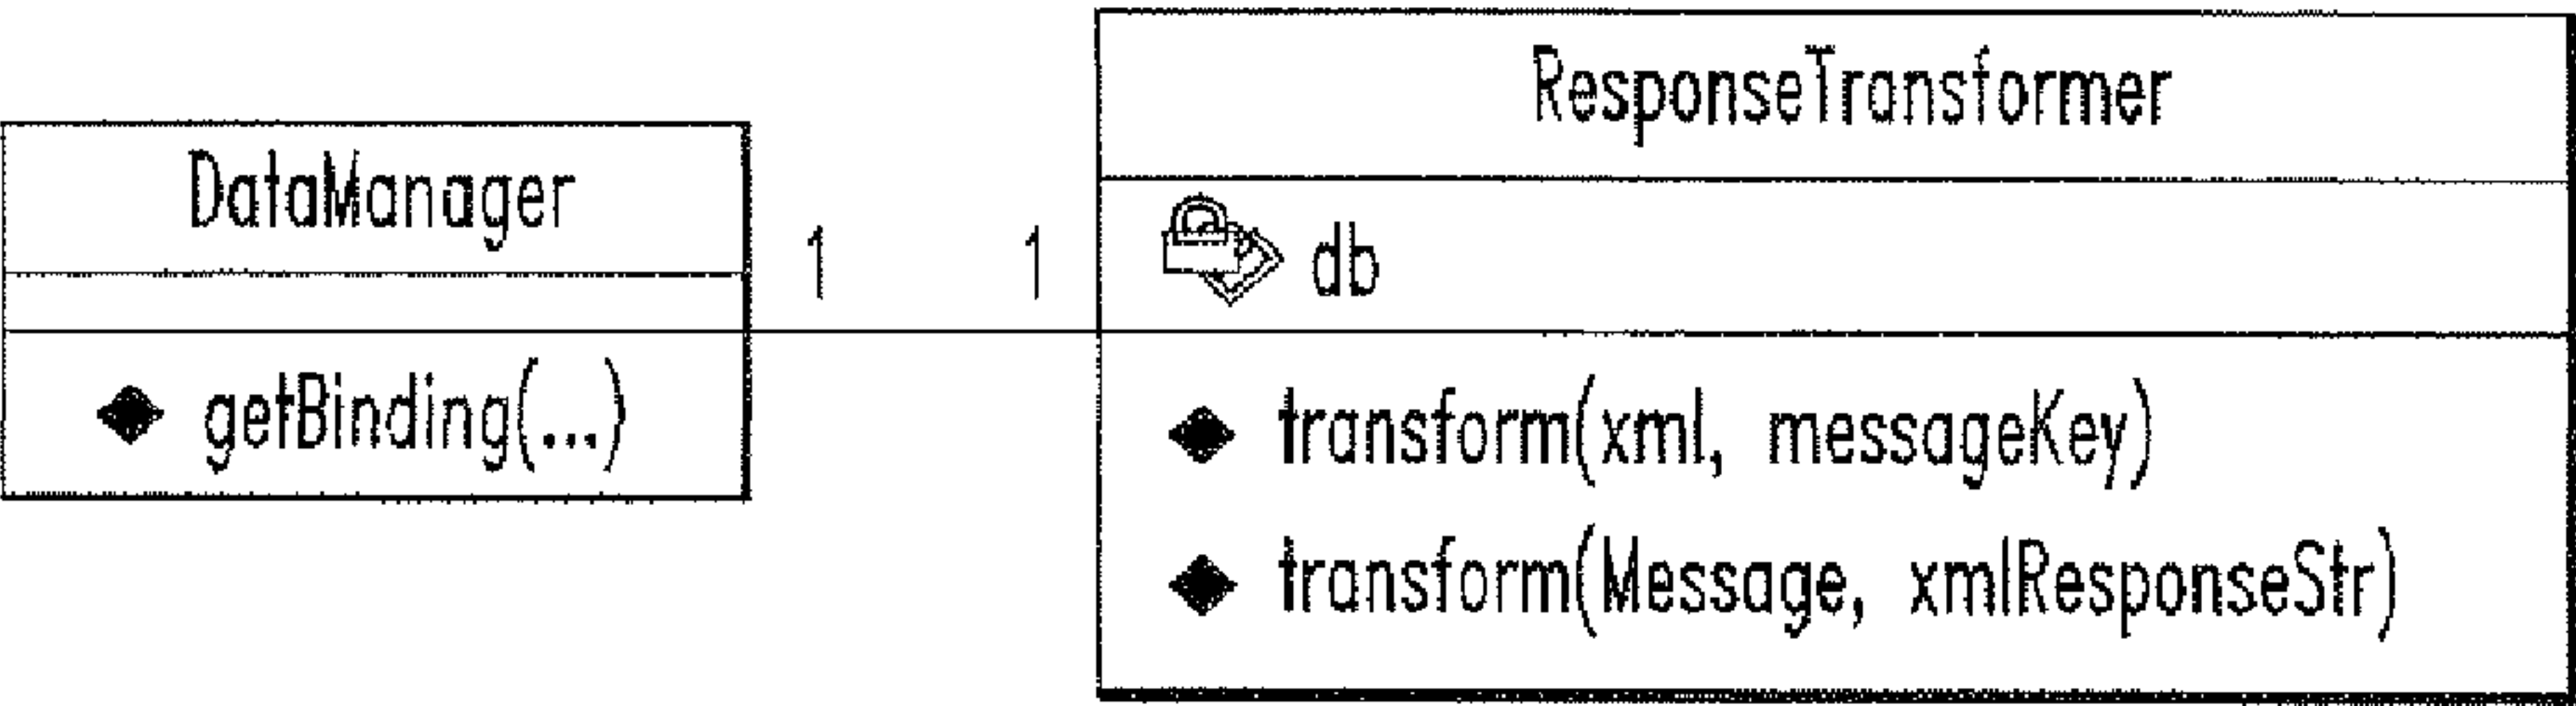 DataManager
getBinding(...)
1 1
ResponseTransformer
db
transform(xml, messageKey)
transform(Message, xmlResponseStr)